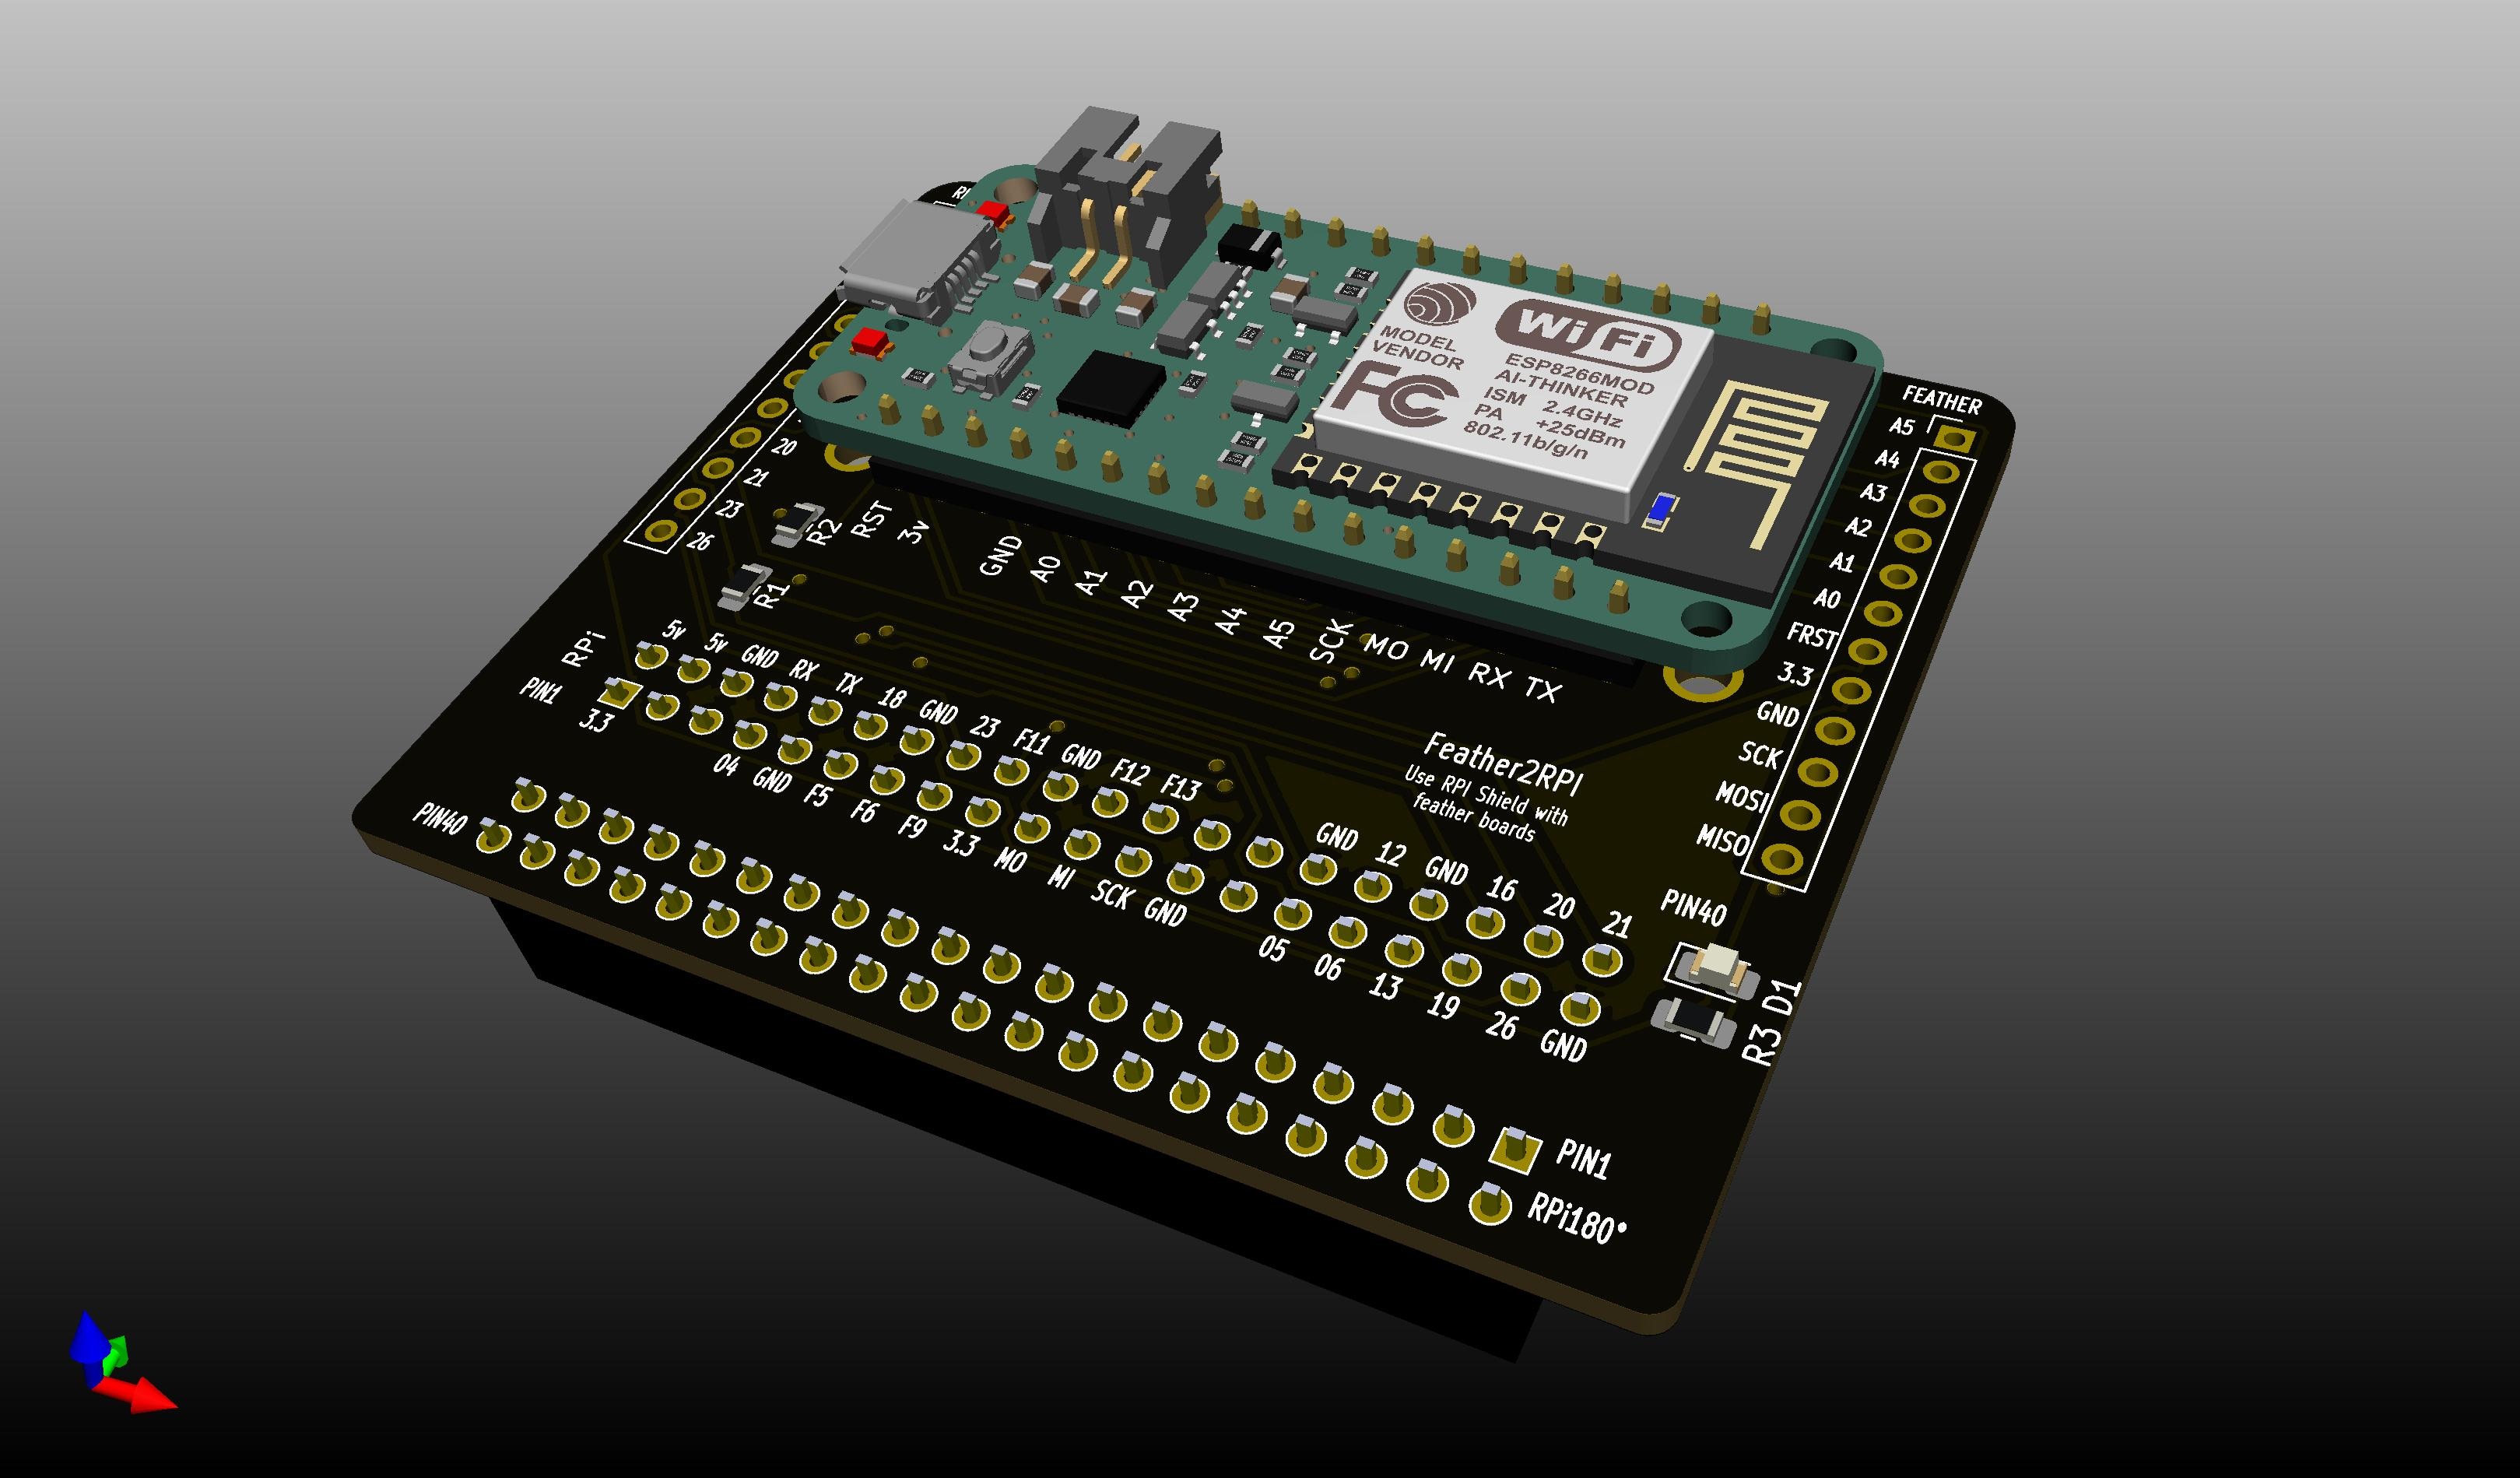 WiFi
MODEL
VENDOR
FC
ESP8266MOD
AI-THINKER
ISM 2.4GHz
PA +25dBm
802.11b/g/n
FEATHER
A5
A4
A3
A2
A1
A0
FRST
3.3
GND
SCK
MOSI
MISO
20
21
23
26
R2
R1
RST
3v
GND
A0
A1
A2
A3
A4
A5
SCK
MO
MI
RX
TX
RPi
PIN1
3.3
5v
5v
GND
RX
TX
18
GND
23
F11
GND
F12
F13
GND
12
GND
16
20
21
04
GND
F5
F6
F9
3.3
MO
MI
SCK
GND
05
06
13
19
26
GND
Feather2RPI
Use RPI Shield with
feather boards
PIN40
D1
R3
PIN40
PIN1
RPi180°